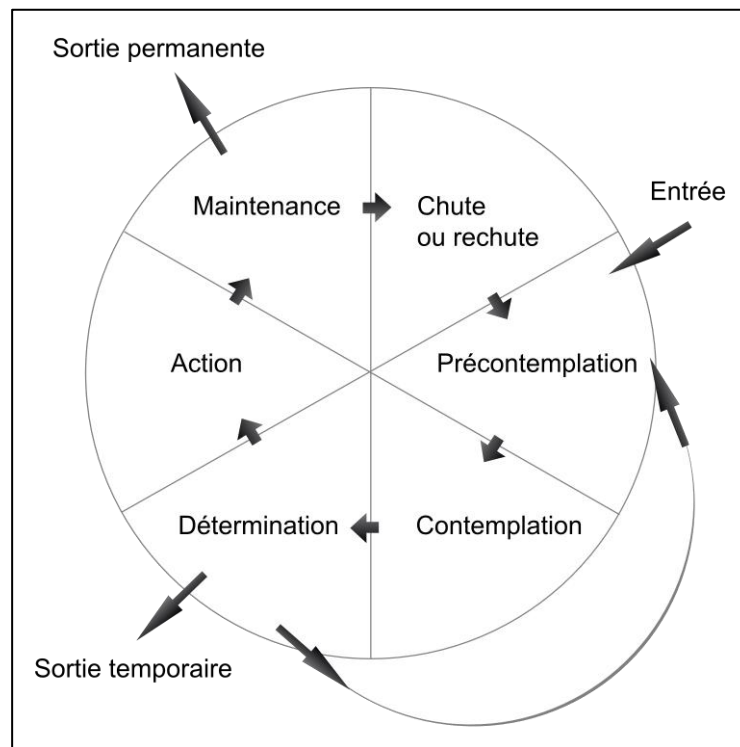 Sortie permanente
Entrée
Maintenance
Chute
ou rechute
Action
Précontemplation
Détermination
Contemplation
Sortie temporaire